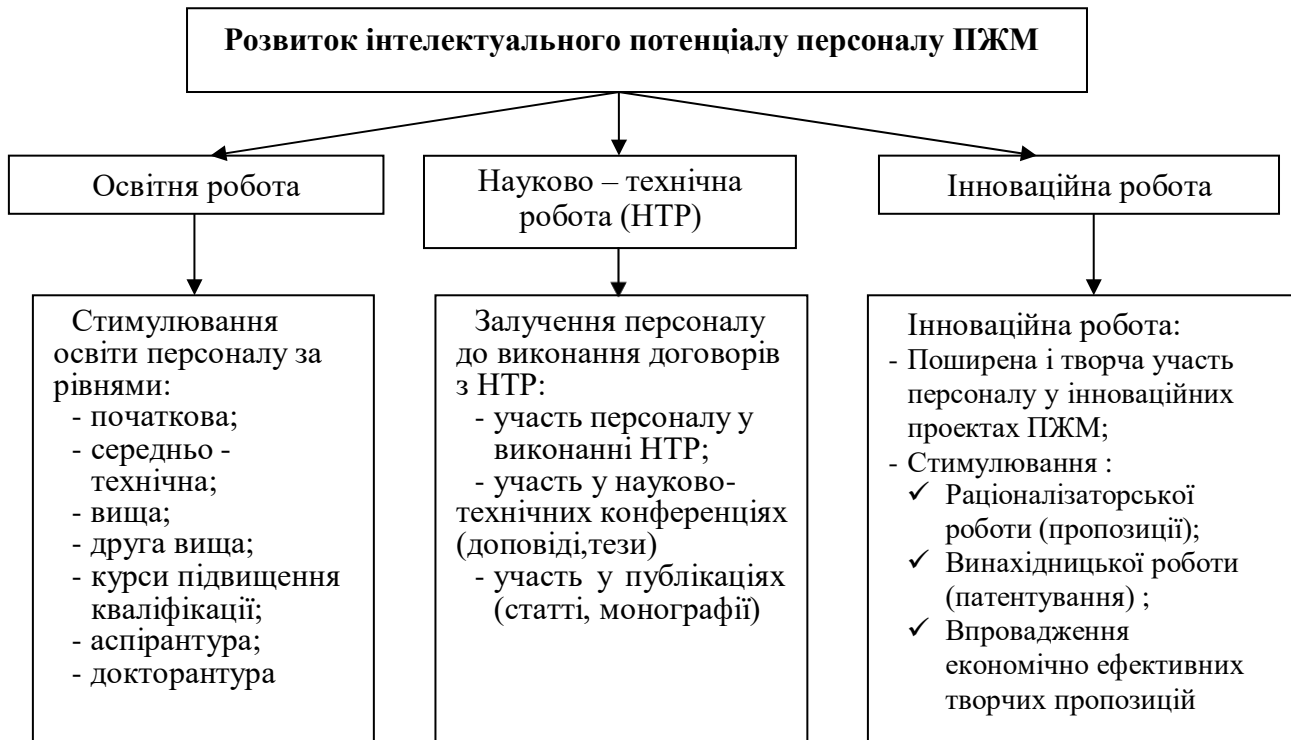 Розвиток інтелектуального потенціалу персоналу ПЖМ
Освітня робота
Науково – технічна
робота (НТР)
Інноваційна робота
Стимулювання
освіти персоналу за
рівнями:
- початкова;
- середньо -
технічна;
- вища;
- друга вища;
- курси підвищення
кваліфікації;
- аспірантура;
- докторантура
Залучення персоналу
до виконання договорів
з НТР:
- участь персоналу у
виконанні НТР;
- участь у науково-
технічних конференціях
(доповіді,тези)
- участь у публікаціях
(статті, монографії)
Інноваційна робота:
- Поширена і творча участь
персоналу у інноваційних
проектах ПЖМ;
- Стимулювання :
✓ Раціоналізаторської
роботи (пропозиції);
✓ Винахідницької роботи
(патентування) ;
✓ Впровадження
економічно ефективних
творчих пропозицій